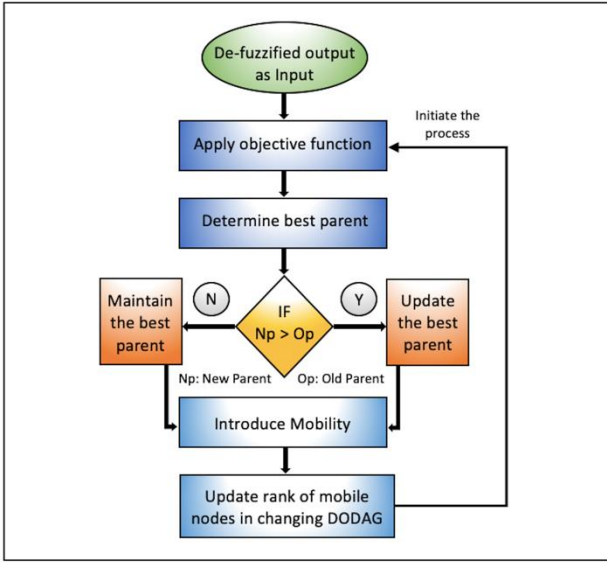 De-fuzzified output
as Input
Initiate the
process
Apply objective function
Determine best parent
Maintain
the best
parent
N
IF
Np > Op
Y
Update
the best
parent
Np: New Parent
Op: Old Parent
Introduce Mobility
Update rank of mobile
nodes in changing DODAG